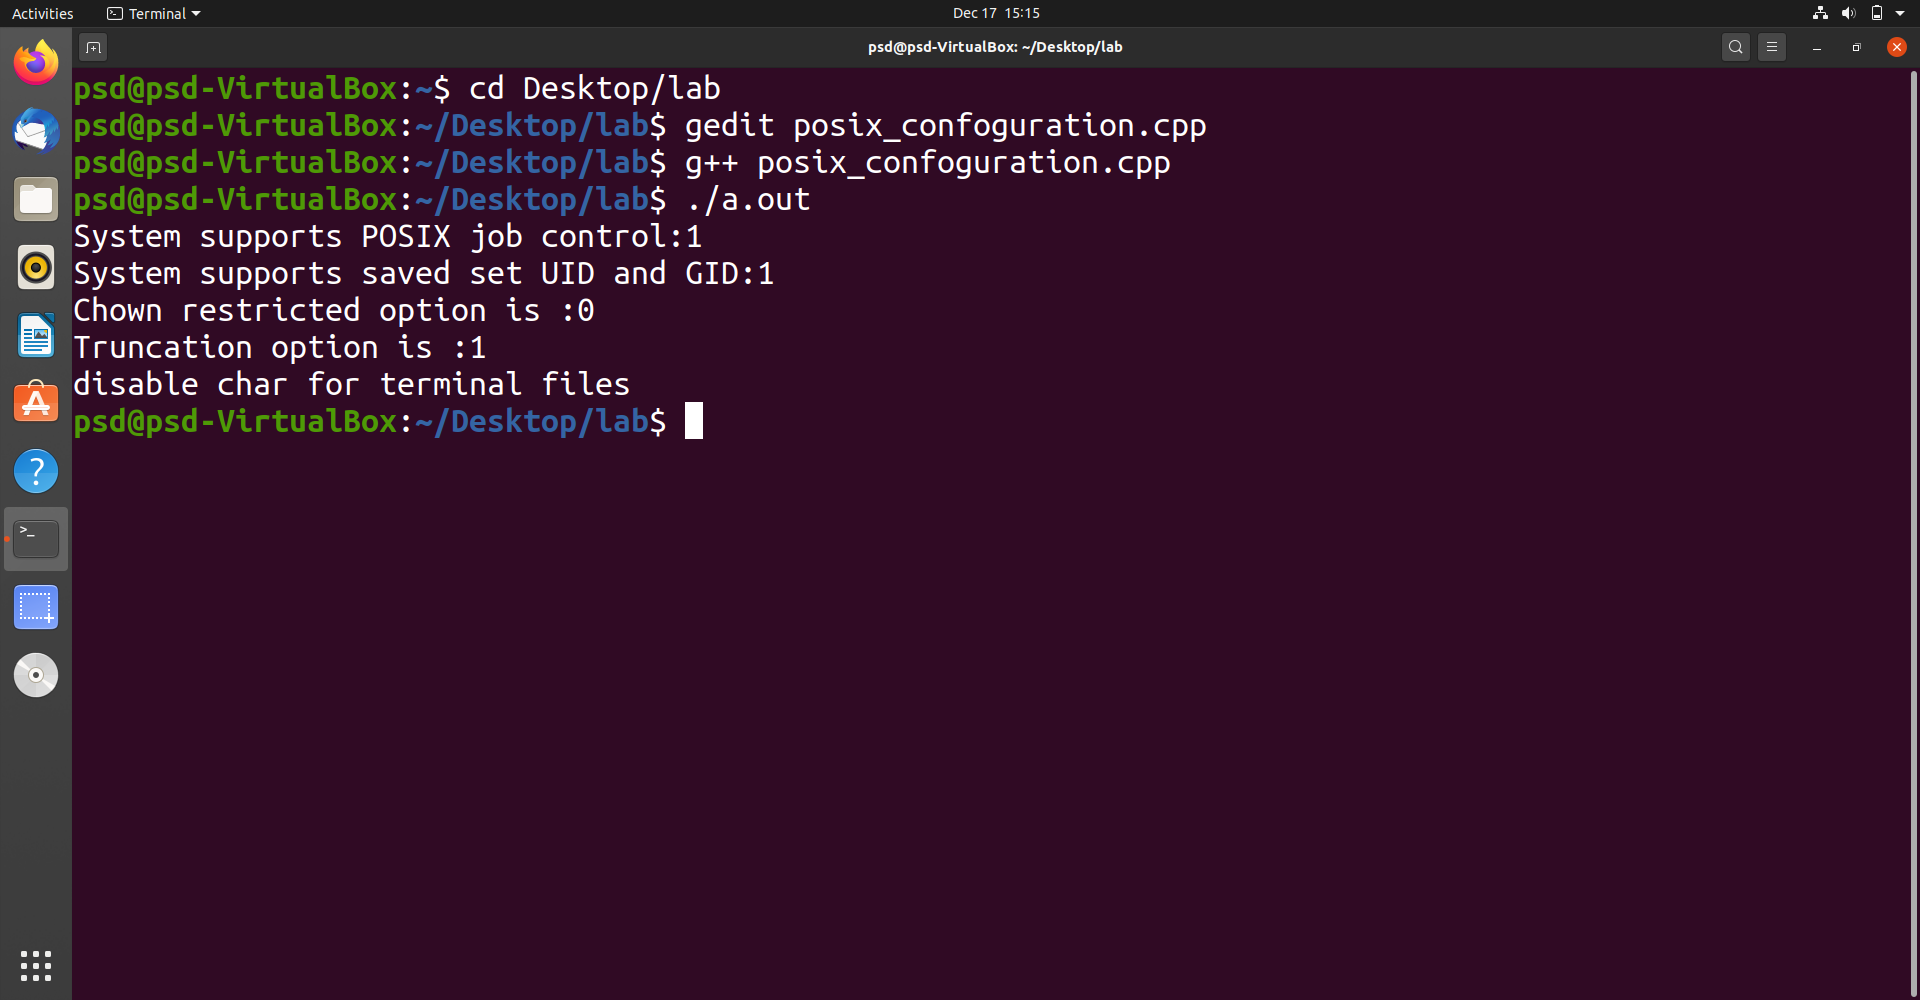 Activities
Terminal
Dec 17 15:15
psd@psd-VirtualBox: ~/Desktop/lab
psd@psd-VirtualBox:~$ cd Desktop/lab
psd@psd-VirtualBox:~/Desktop/lab$ gedit posix_confoguration.cpp
psd@psd-VirtualBox:~/Desktop/lab$ g++ posix_confoguration.cpp
psd@psd-VirtualBox:~/Desktop/lab$ ./a.out
System supports POSIX job control:1
System supports saved set UID and GID:1
Chown restricted option is :0
Truncation option is :1
disable char for terminal files
psd@psd-VirtualBox:~/Desktop/lab$